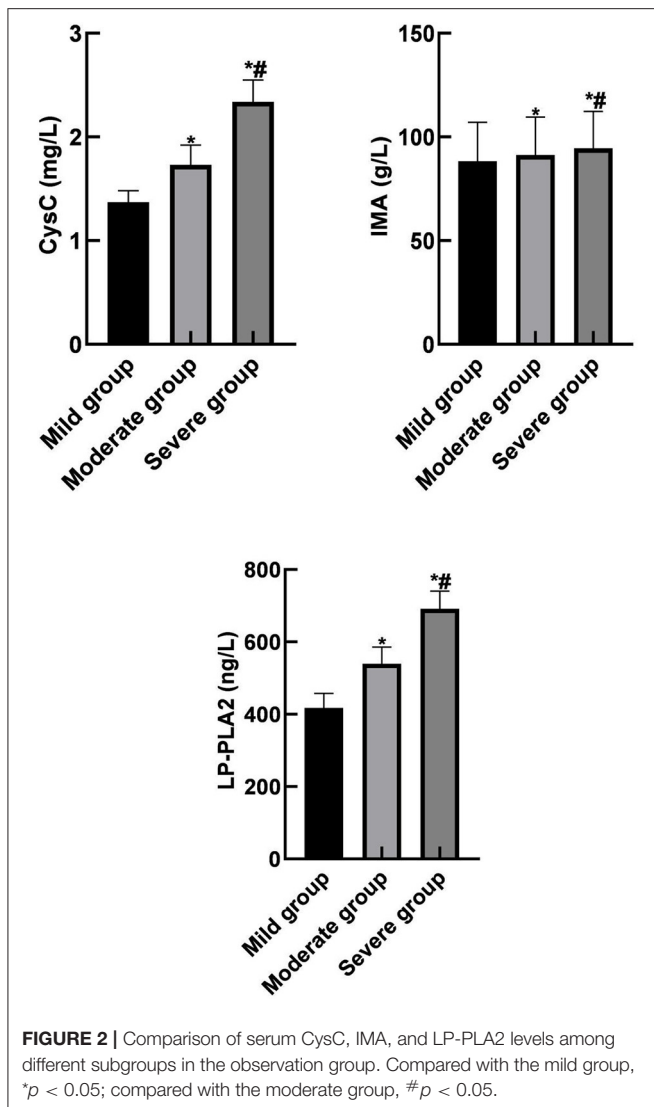 3
2
1
0
CysC (mg/L)
*
*#
Mild group
Moderate group
Severe group
150
100
50
0
IMA (g/L)
*
*#
Mild group
Moderate group
Severe group
800
600
400
200
0
LP-PLA2 (ng/L)
*
*#
Mild group
Moderate group
Severe group
FIGURE 2 | Comparison of serum CysC, IMA, and LP-PLA2 levels among
different subgroups in the observation group. Compared with the mild group,
*p < 0.05; compared with the moderate group, #p < 0.05.